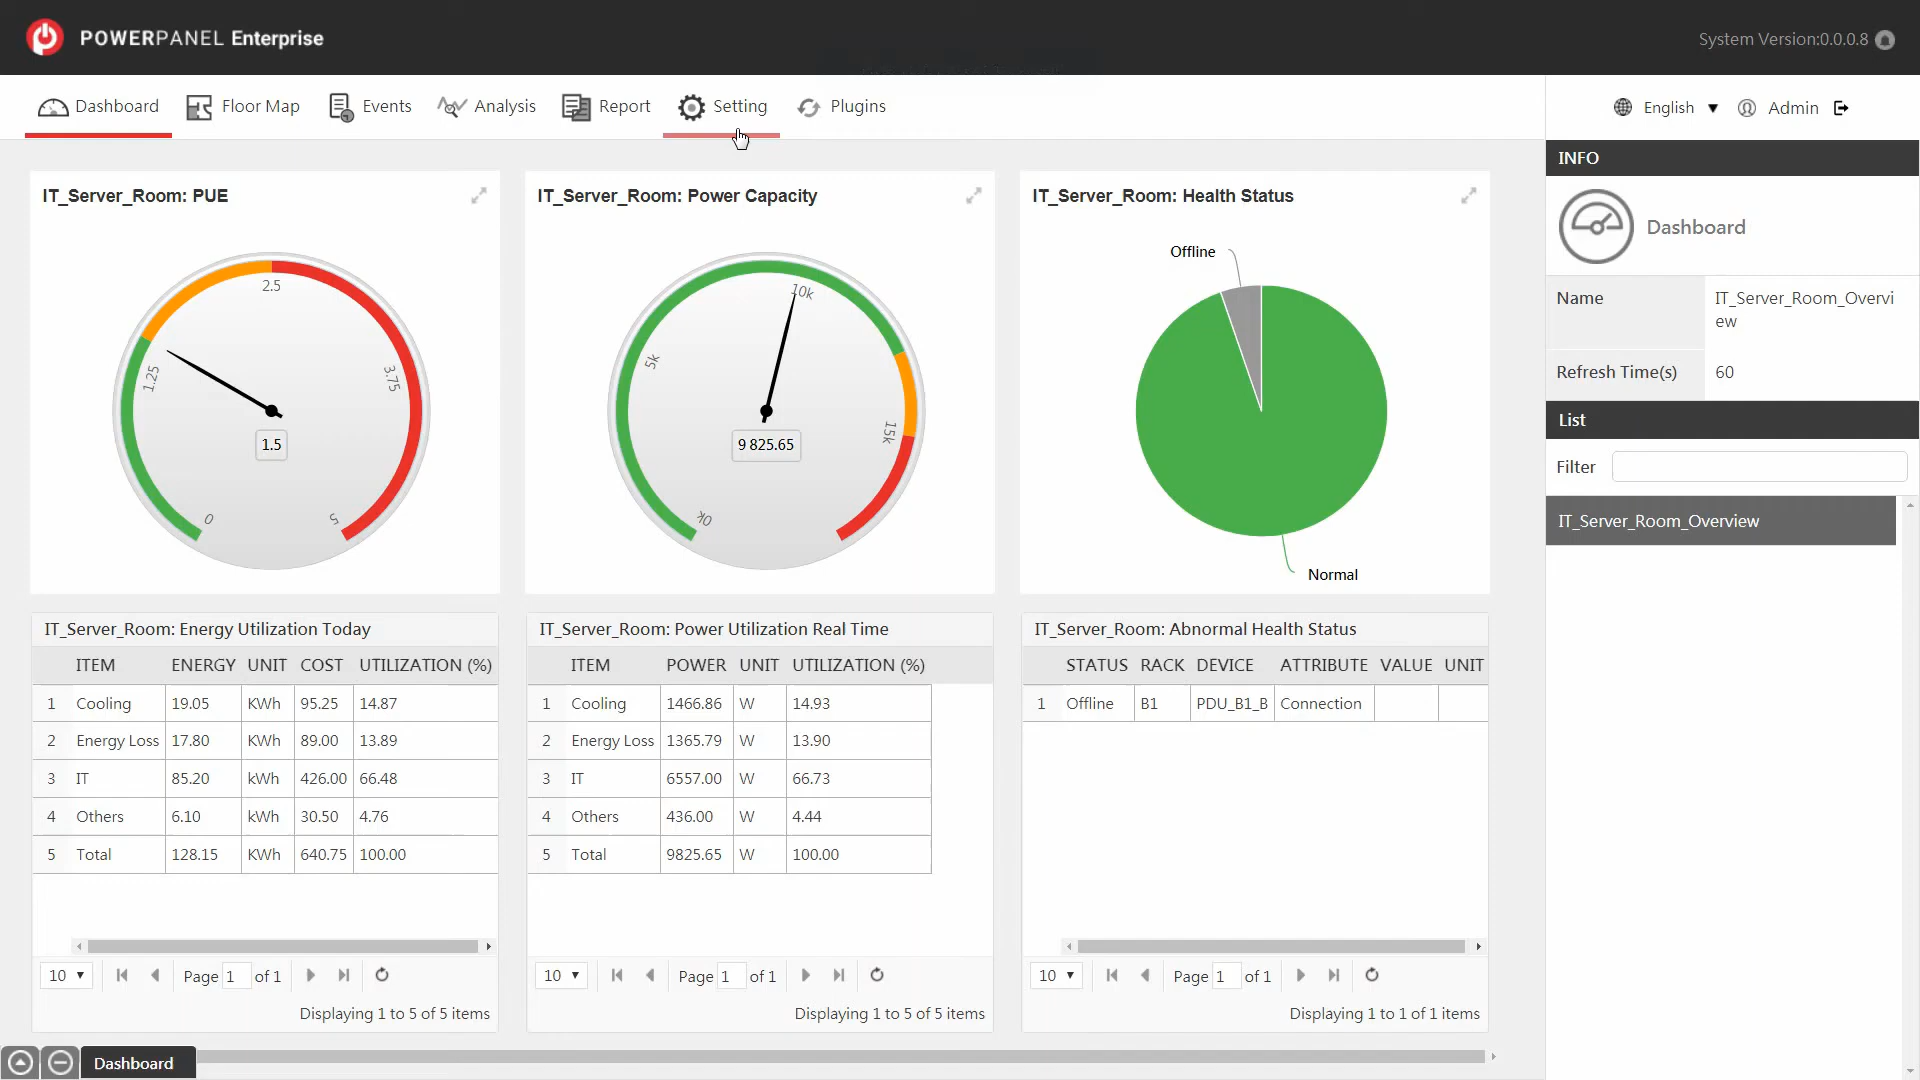 POWERPANEL Enterprise
System Version:0.0.0.8
Dashboard Floor Map Events Analysis Report Setting Plugins
English Admin
IT_Server_Room: PUE
0
1.25
2.5
3.75
5
1.5
IT_Server_Room: Power Capacity
0k
5k
10k
15k
9 825.65
IT_Server_Room: Health Status
Offline
Normal
IT_Server_Room: Energy Utilization Today
ITEM ENERGY UNIT COST UTILIZATION (%)
1 Cooling 19.05 KWh 95.25 14.87
2 Energy Loss 17.80 KWh 89.00 13.89
3 IT 85.20 kWh 426.00 66.48
4 Others 6.10 kWh 30.50 4.76
5 Total 128.15 KWh 640.75 100.00
10 Page 1 of 1
Displaying 1 to 5 of 5 items
IT_Server_Room: Power Utilization Real Time
ITEM POWER UNIT UTILIZATION (%)
1 Cooling 1466.86 W 14.93
2 Energy Loss 1365.79 W 13.90
3 IT 6557.00 W 66.73
4 Others 436.00 W 4.44
5 Total 9825.65 W 100.00
10 Page 1 of 1
Displaying 1 to 5 of 5 items
IT_Server_Room: Abnormal Health Status
STATUS RACK DEVICE ATTRIBUTE VALUE UNIT
1 Offline B1 PDU_B1_B Connection
10 Page 1 of 1
Displaying 1 to 1 of 1 items
INFO
Dashboard
Name IT_Server_Room_Overvi
ew
Refresh Time(s) 60
List
Filter
IT_Server_Room_Overview
Dashboard